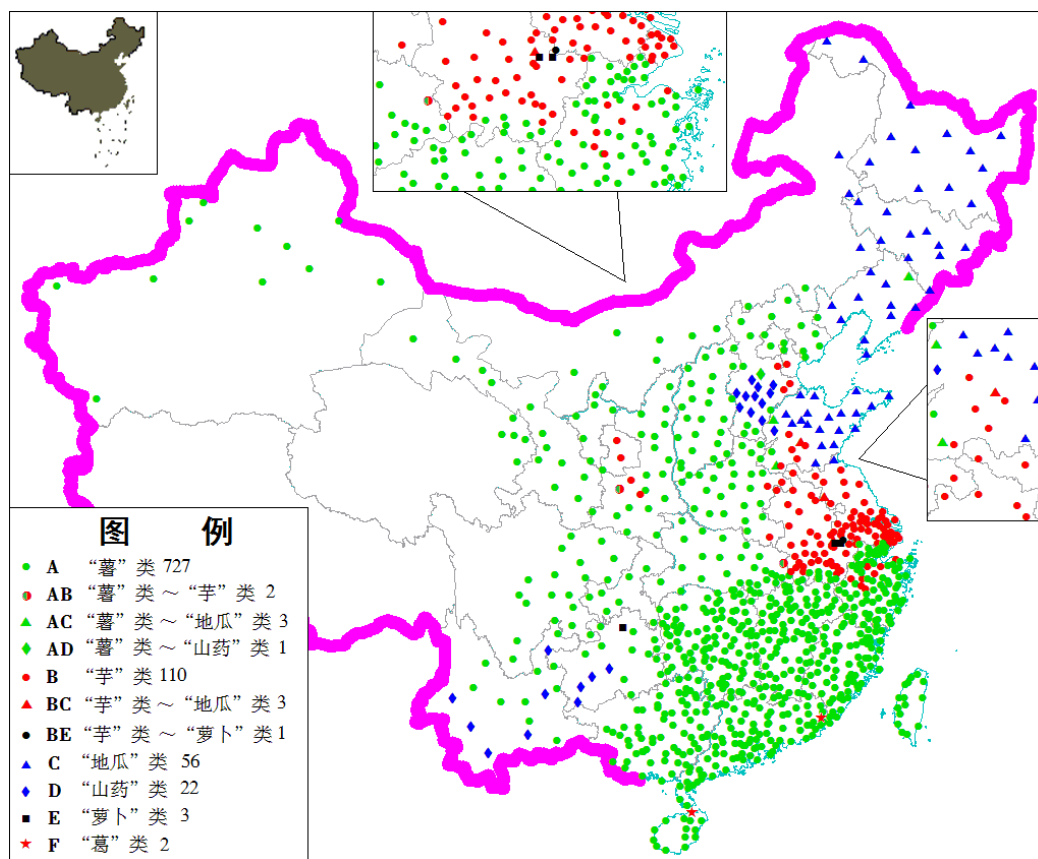 图 例
A “薯”类 727
AB “薯”类～“芋”类 2
AC “薯”类～“地瓜”类 3
AD “薯”类～“山药”类 1
B “芋”类 110
BC “芋”类～“地瓜”类 3
BE “芋”类～“萝卜”类 1
C “地瓜”类 56
D “山药”类 22
E “萝卜”类 3
F “葛”类 2